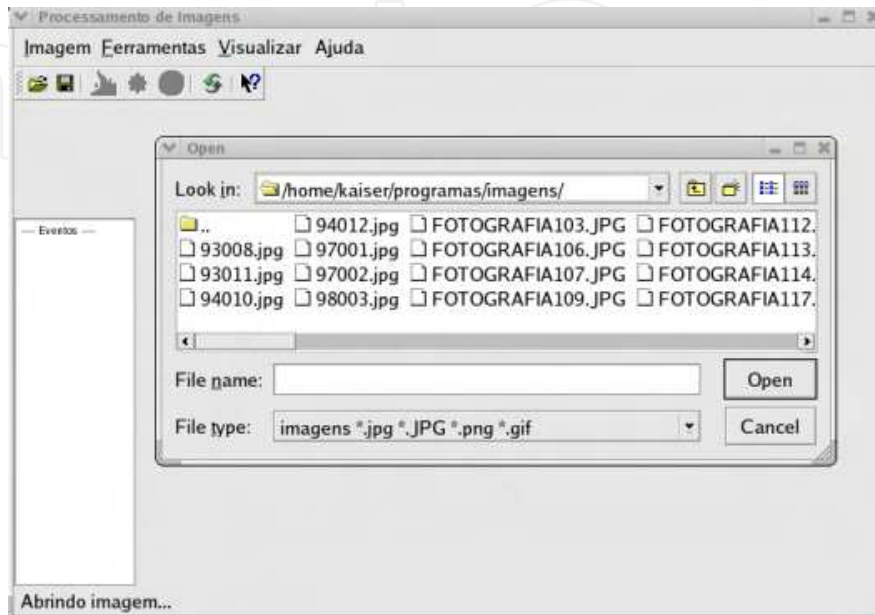 Processamento de Imagens
Imagem Ferramentas Visualizar Ajuda
Open
Look in: /home/kaiser/programas/imagens/
.. 94012.jpg FOTOGRAFIA103.JPG FOTOGRAFIA112.
93008.jpg 97001.jpg FOTOGRAFIA106.JPG FOTOGRAFIA113.
93011.jpg 97002.jpg FOTOGRAFIA107.JPG FOTOGRAFIA114.
94010.jpg 98003.jpg FOTOGRAFIA109.JPG FOTOGRAFIA117.
Eventos
File name: Open
File type: imagens *.jpg *.JPG *.png *.gif Cancel
Abrindo imagem...